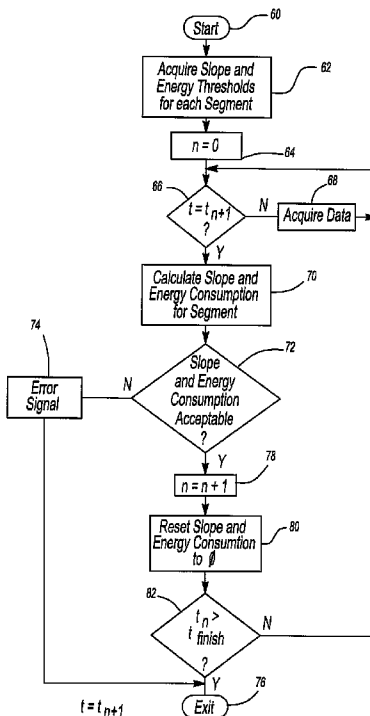 Start
60
Acquire Slope and
Energy Thresholds
for each Segment
62
n = 0
64
66
t = tn+1
?
N
68
Acquire Data
Y
Calculate Slope and
Energy Consumption
for Segment
70
74
72
Error
Signal
N
Slope
and Energy
Consumption
Acceptable
?
Y
78
n = n + 1
Reset Slope and
Energy Consumtion
to ∅
80
82
tn >
tfinish
?
N
Y
t = tn+1
Exit
76